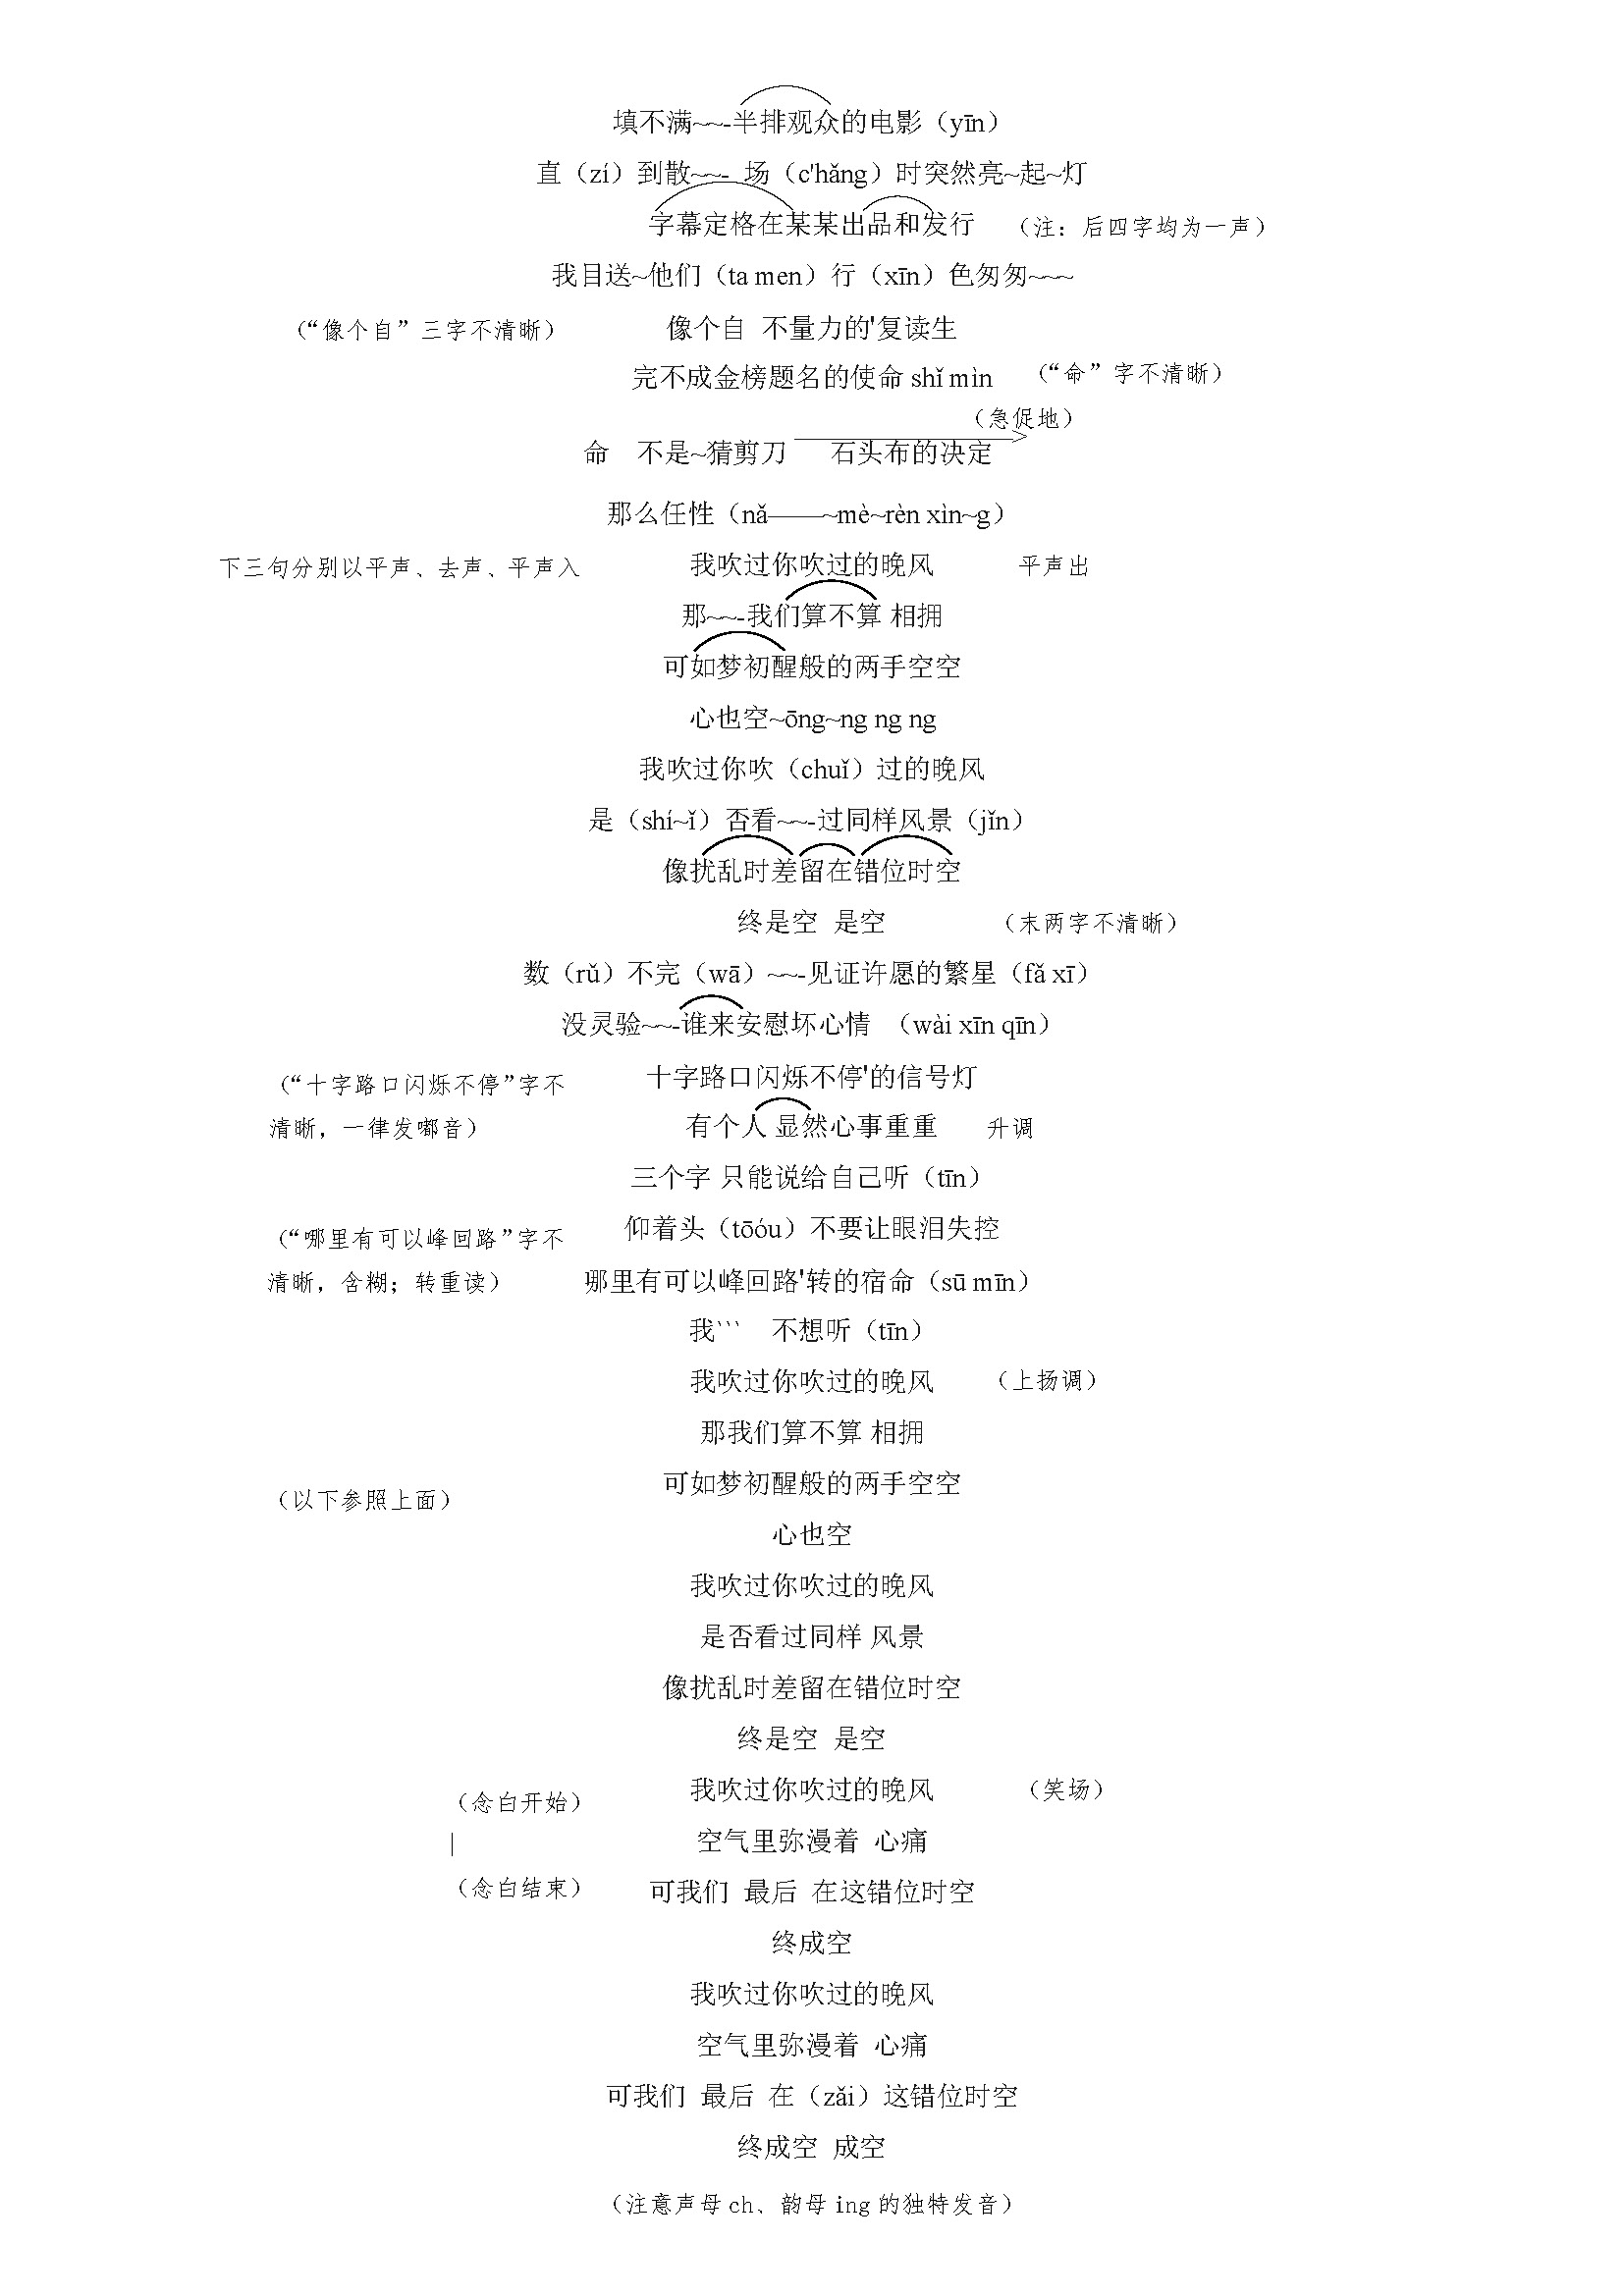 填不满~~-半排观众的电影（yīn）
直（zí）到散~~- 场（c'hǎng）时突然亮~起~灯
字幕定格在某某出品和发行 （注：后四字均为一声）
我目送~他们（ta men）行（xīn）色匆匆~~~
（“像个自”三字不清晰） 像个自 不量力的'复读生
完不成金榜题名的使命 shǐ mìn （“命”字不清晰）
（急促地）
命 不是~猜剪刀 石头布的决定
那么任性（nǎ——~mè~rèn xìn~g）
下三句分别以平声、去声、平声入 我吹过你吹过的晚风 平声出
那~~-我们算不算 相拥
可如梦初醒般的两手空空
心也空~ōng~ng ng ng
我吹过你吹（chuǐ）过的晚风
是（shí~ǐ）否看~~-过同样风景（jǐn）
像扰乱时差留在错位时空
终是空 是空 （末两字不清晰）
数（rǔ）不完（wā）~~-见证许愿的繁星（fǎ xī）
没灵验~~-谁来安慰坏心情 （wài xīn qīn）
（“十字路口闪烁不停”字不 十字路口闪烁不停'的信号灯
清晰，一律发嘟音） 有个人 显然心事重重 升调
三个字 只能说给自己听（tīn）
仰着头（tōóu）不要让眼泪失控
（“哪里有可以峰回路”字不
清晰，含糊；转重读） 哪里有可以峰回路'转的宿命（sū mīn）
我``` 不想听（tīn）
我吹过你吹过的晚风 （上扬调）
那我们算不算 相拥
可如梦初醒般的两手空空
（以下参照上面）
心也空
我吹过你吹过的晚风
是否看过同样 风景
像扰乱时差留在错位时空
终是空 是空
我吹过你吹过的晚风 （笑场）
（念白开始）
| 空气里弥漫着 心痛
（念白结束） 可我们 最后 在这错位时空
终成空
我吹过你吹过的晚风
空气里弥漫着 心痛
可我们 最后 在（zǎi）这错位时空
终成空 成空
（注意声母 ch、韵母 ing 的独特发音）